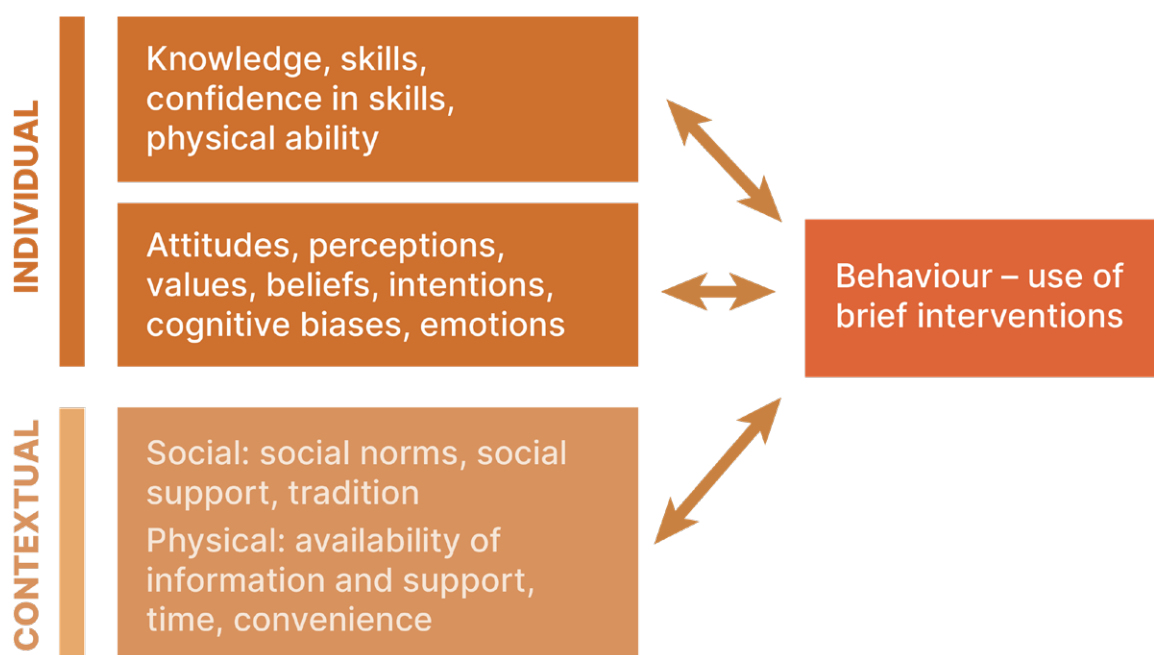 INDIVIDUAL
Knowledge, skills,
confidence in skills,
physical ability
Attitudes, perceptions,
values, beliefs, intentions,
cognitive biases, emotions
Behaviour – use of
brief interventions
CONTEXTUAL
Social: social norms, social
support, tradition
Physical: availability of
information and support,
time, convenience